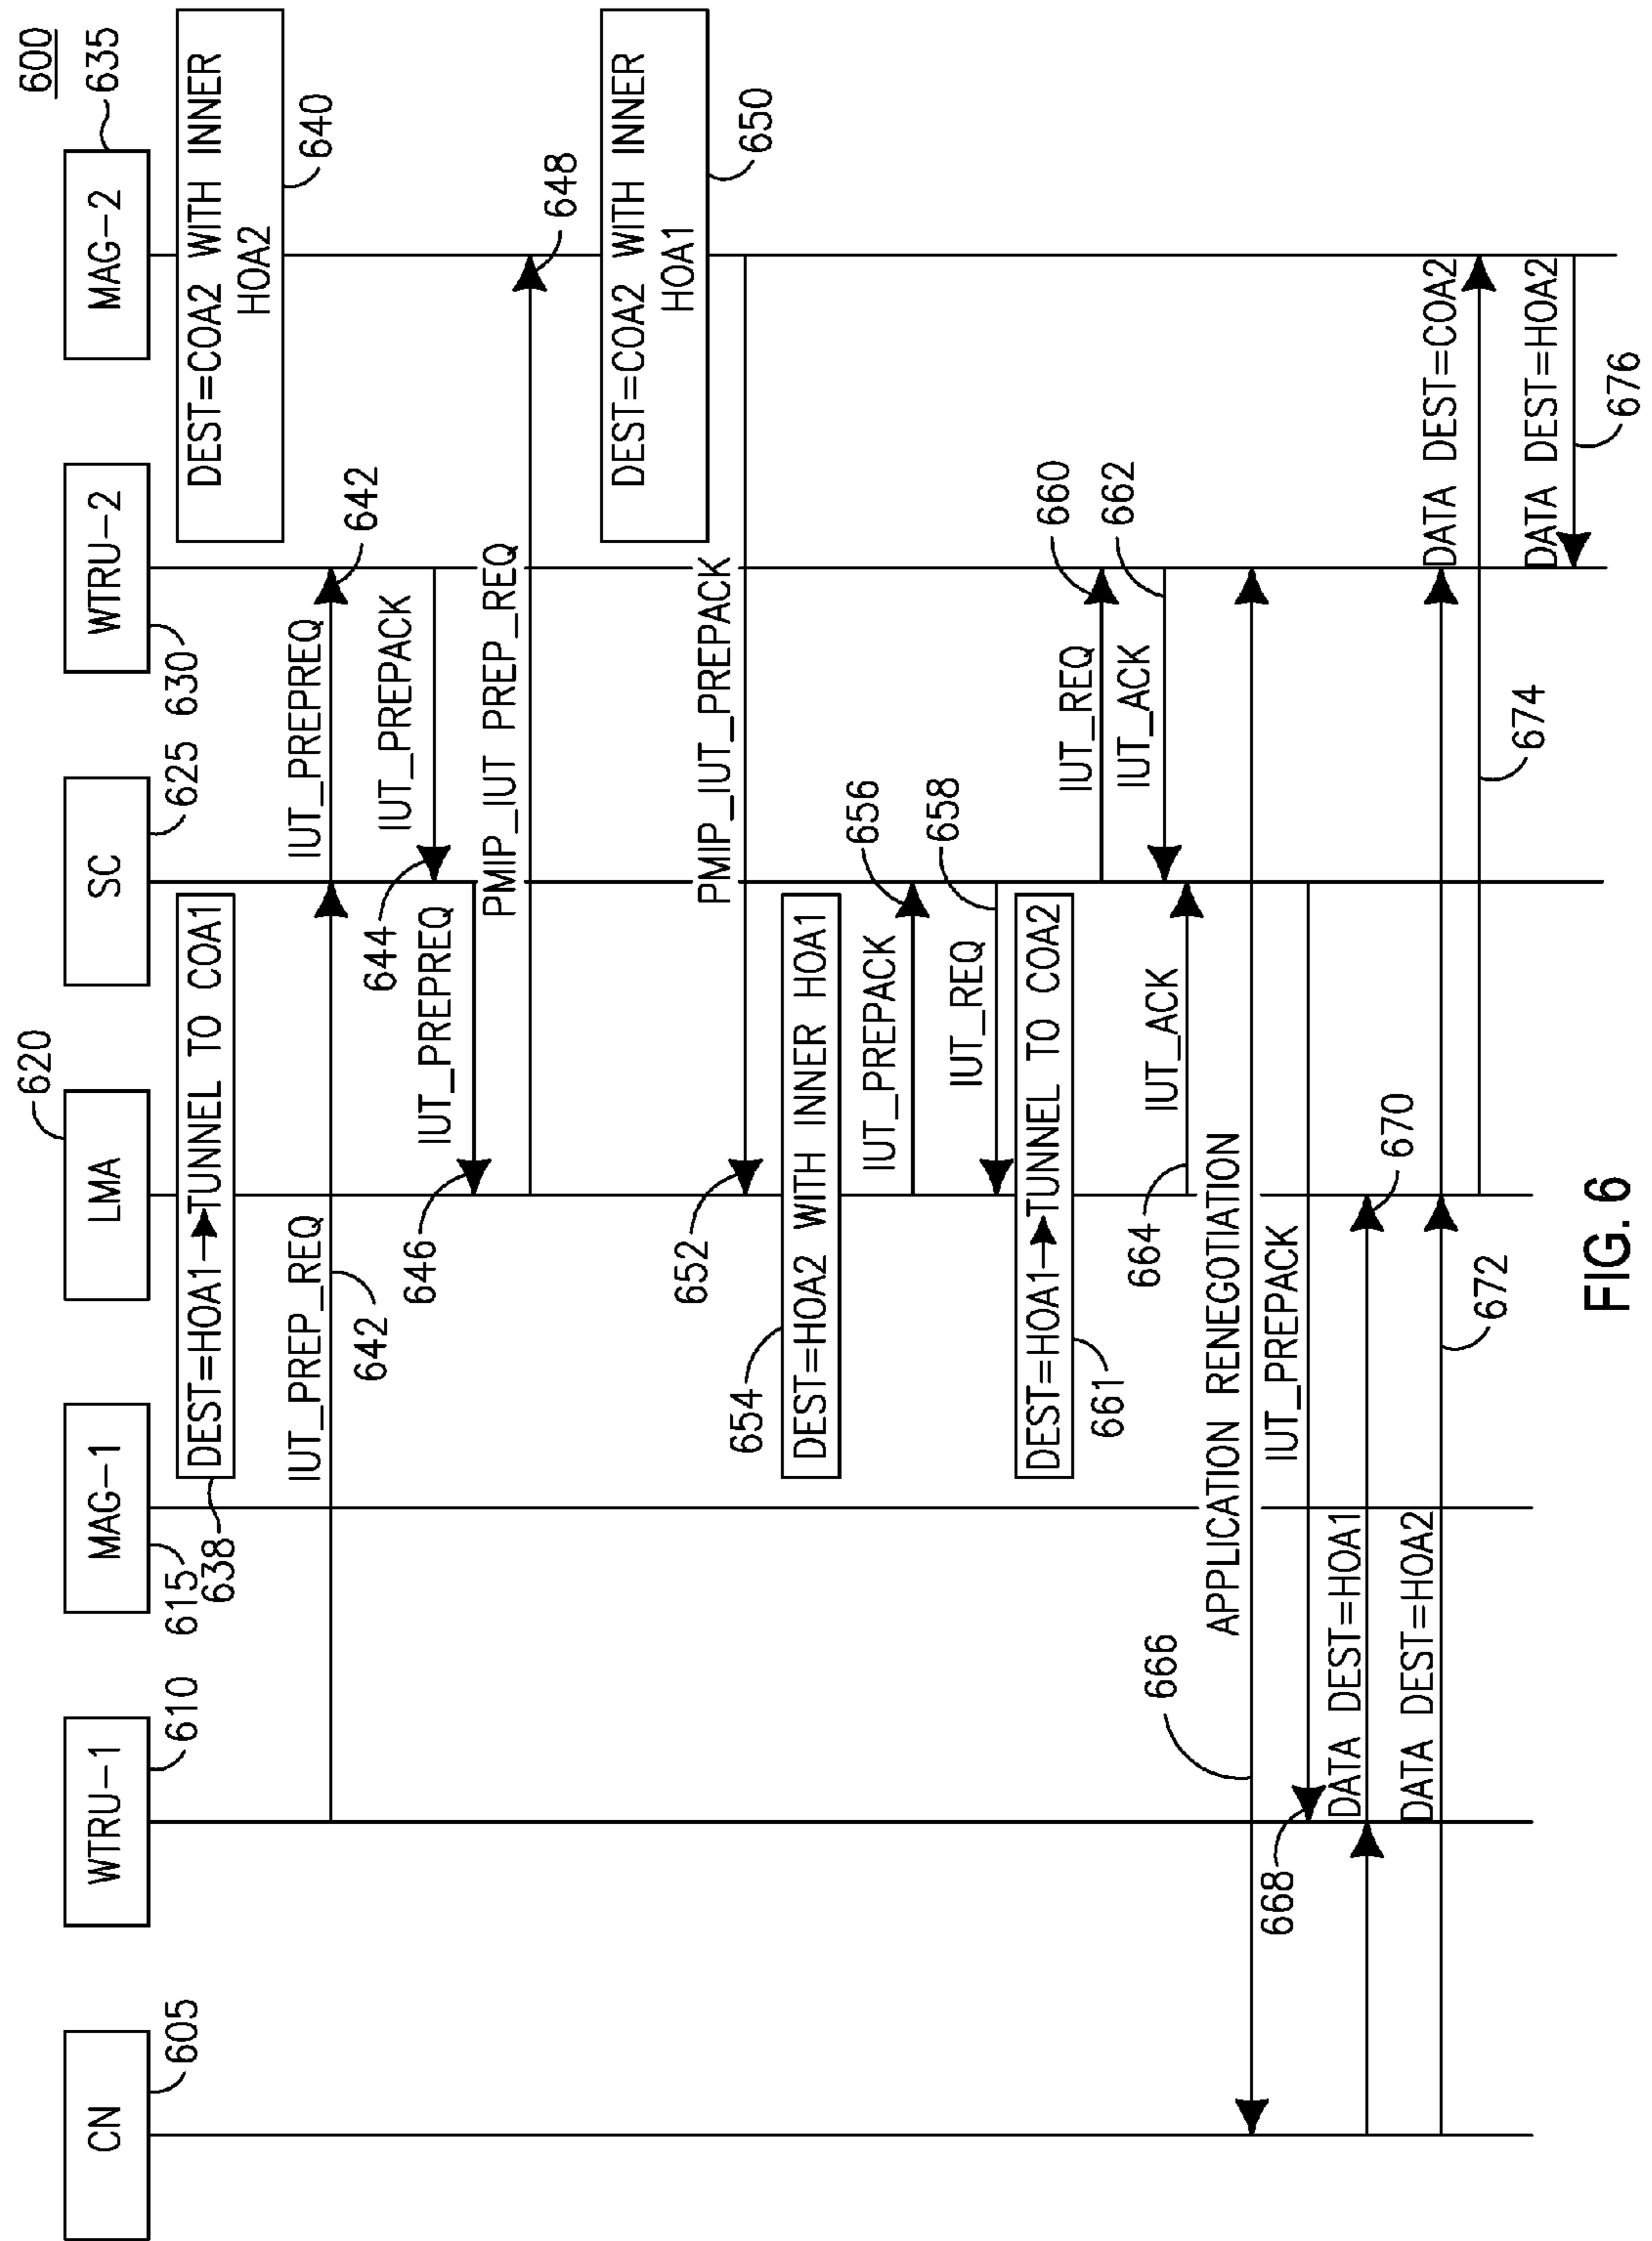 600
CN
605
WTRU-1
610
MAG-1
615
LMA
620
SC
625
WTRU-2
630
MAG-2
635
DEST=HOA1→TUNNEL TO COA1
638
DEST=COA2 WITH INNER
HOA2
640
IUT_PREP_REQ
642
IUT_PREPREQ
642
IUT_PREPACK
644
IUT_PREPREQ
646
PMIP_IUT PREP_REQ
648
DEST=COA2 WITH INNER
HOA1
650
PMIP_IUT_PREPACK
652
DEST=HOA2 WITH INNER HOA1
654
IUT_PREPACK
656
IUT_REQ
658
DEST=HOA1→TUNNEL TO COA2
661
IUT_REQ
660
IUT_ACK
662
IUT_ACK
664
APPLICATION RENEGOTIATION
666
IUT_PREPACK
668
DATA DEST=HOA1
670
DATA DEST=HOA2
672
DATA DEST=COA2
674
DATA DEST=HOA2
676
FIG. 6